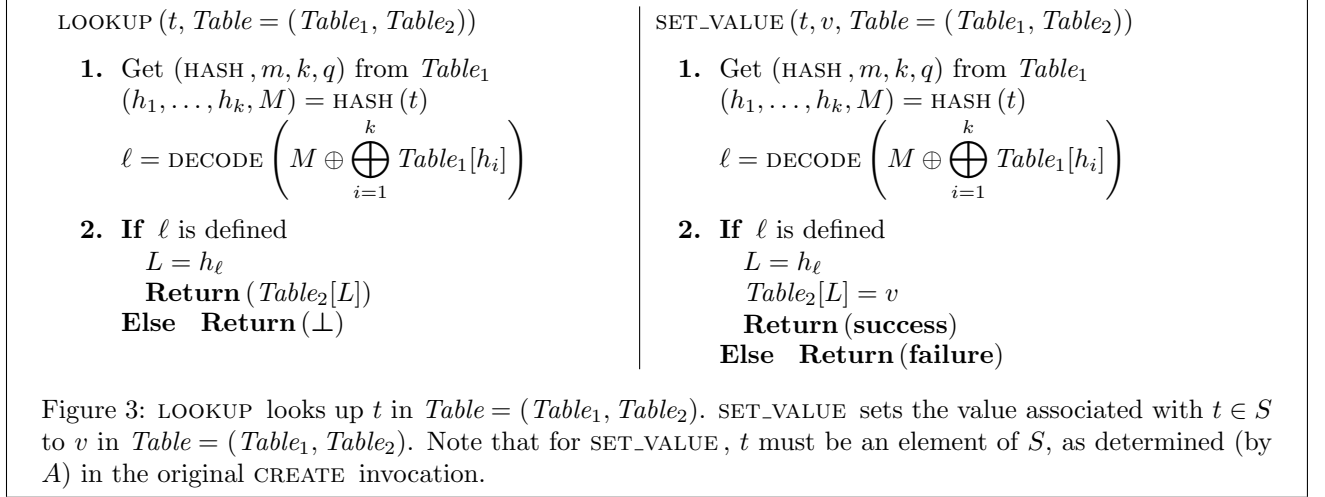 LOOKUP (t, Table = (Table₁, Table₂))
1. Get (HASH, m, k, q) from Table₁
(h₁, . . . , hₖ, M) = HASH (t)
ℓ = DECODE (M ⊕ ⨁ᵢ₌₁ᵏ Table₁[hᵢ])
2. If ℓ is defined
L = h_ℓ
Return (Table₂[L])
Else Return (⊥)
SET_VALUE (t, v, Table = (Table₁, Table₂))
1. Get (HASH, m, k, q) from Table₁
(h₁, . . . , hₖ, M) = HASH (t)
ℓ = DECODE (M ⊕ ⨁ᵢ₌₁ᵏ Table₁[hᵢ])
2. If ℓ is defined
L = h_ℓ
Table₂[L] = v
Return (success)
Else Return (failure)
Figure 3: LOOKUP looks up t in Table = (Table₁, Table₂). SET_VALUE sets the value associated with t ∈ S
to v in Table = (Table₁, Table₂). Note that for SET_VALUE, t must be an element of S, as determined (by
A) in the original CREATE invocation.